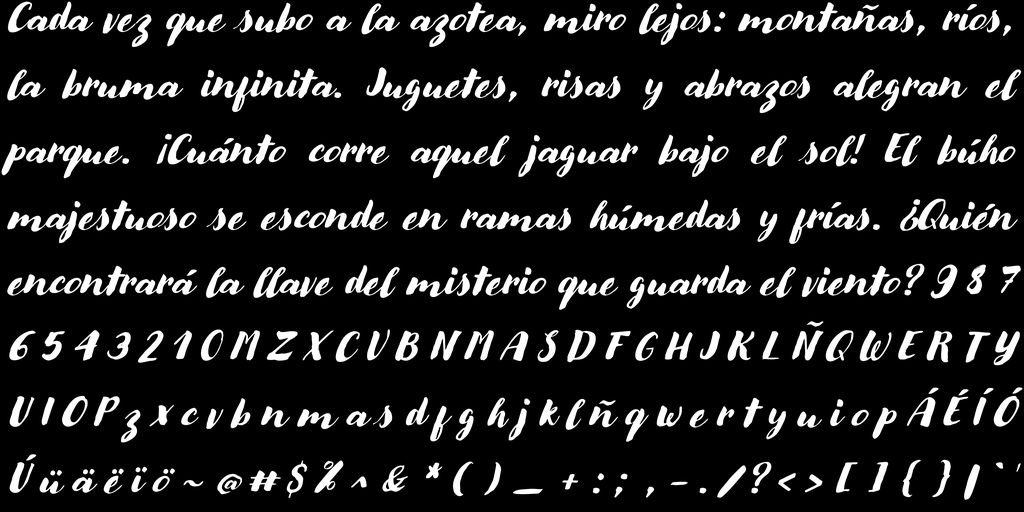 Cada vez que subo a la azotea, miro lejos: montañas, ríos,
la bruma infinita. Juguetes, risas y abrazos alegran el
parque. ¡Cuánto corre aquel jaguar bajo el sol! El búho
majestuoso se esconde en ramas húmedas y frías. ¿Quién
encontrará la llave del misterio que guarda el viento? 9 8 7
6 5 4 3 2 1 0 M Z X C V B N M A S D F G H J K L Ñ Q W E R T Y
U I O P z x c v b n m a s d f g h j k l ñ q w e r t y u i o p Á É Í Ó
Ú ü ä ë ï ö ~ @ # $ % ^ & * ( ) _ + : ; , - . / ? < > [ ] { } | ` '